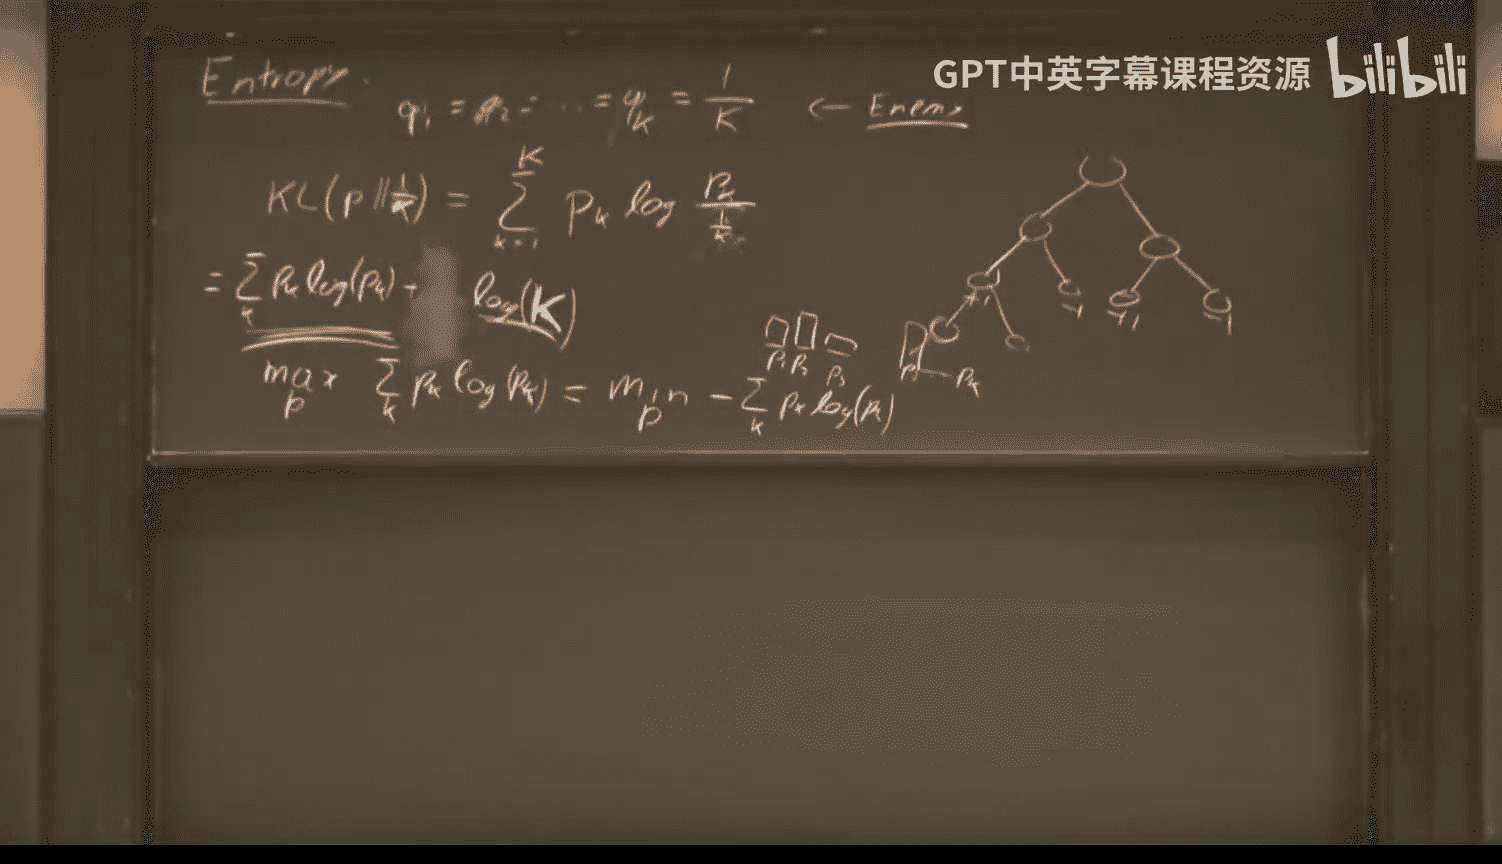 GPT中英字幕课程资源 bilibili
Entropy.
q₁ = q₂ = ... = q_k = 1/K ← Enemy
KL(p || 1/K) = Σ_{k=1}^{K} p_k log p_k / (1/K)
= Σ_k p_k log(p_k) + log(K)
max_p Σ_k p_k log(p_k) = min_p - Σ_k p_k log(p_k)
p₁ p₂ p₃
p₁ — p_k
+1 -1 +1 -1